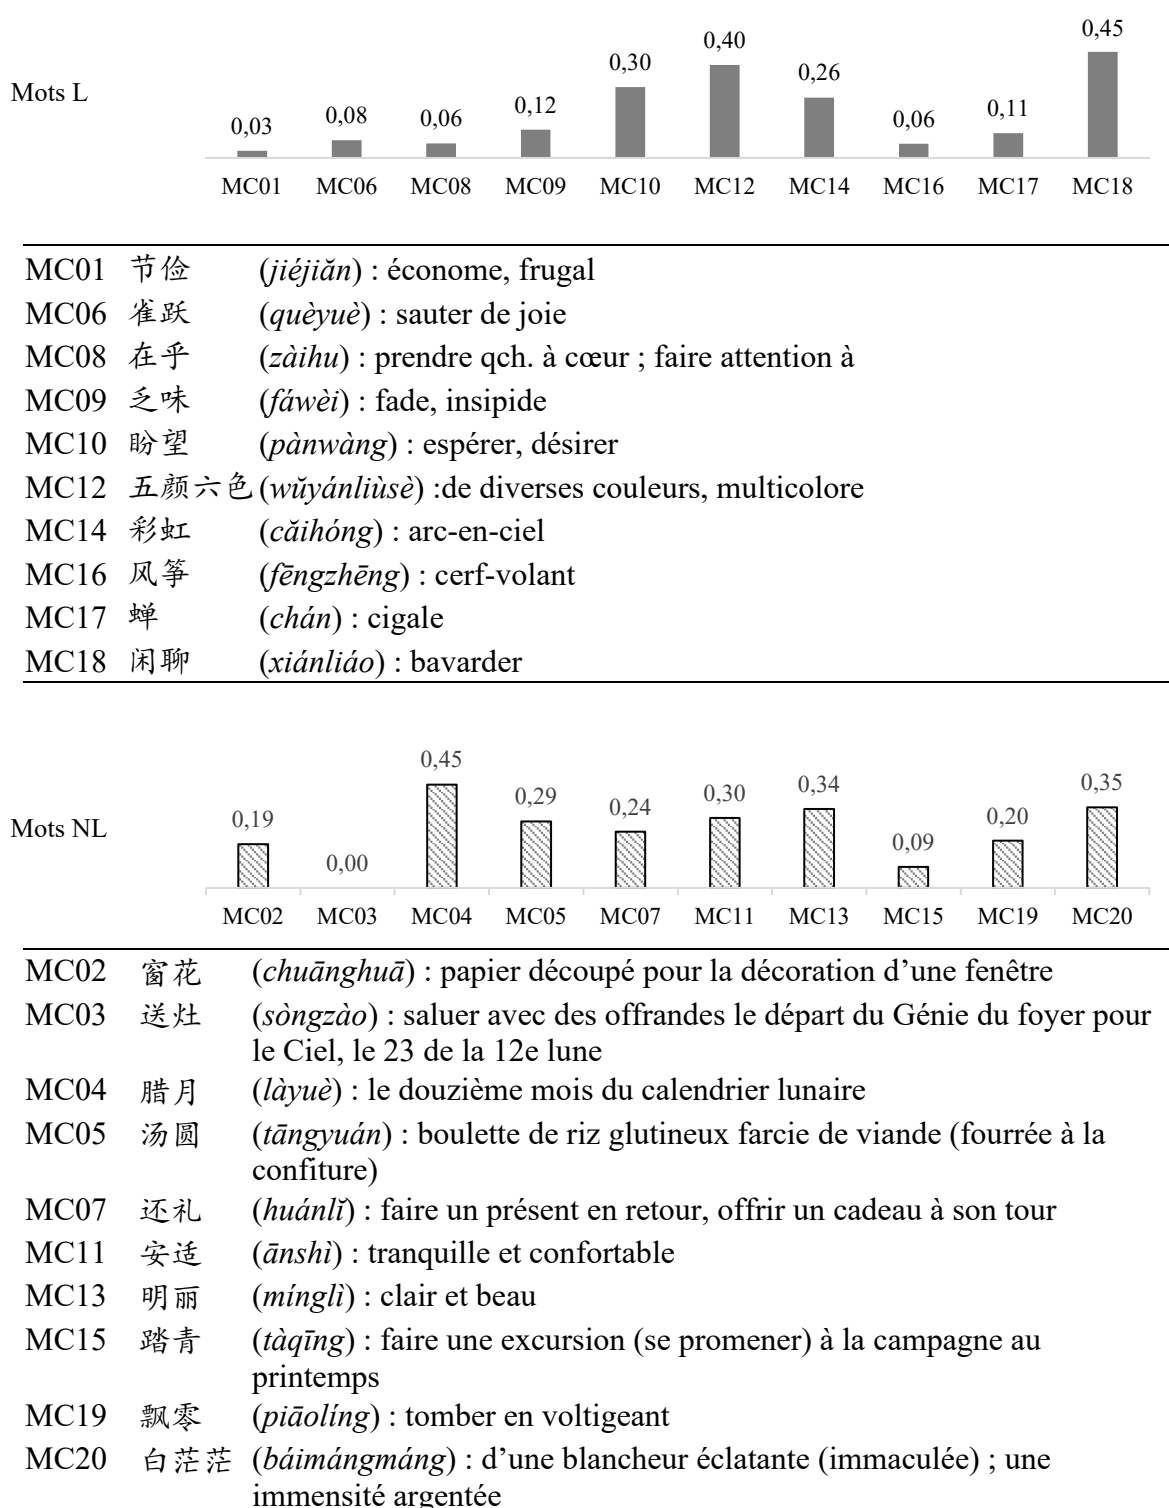 0,03 0,08 0,06 0,12 0,30 0,40 0,26 0,06 0,11 0,45
Mots L
MC01 MC06 MC08 MC09 MC10 MC12 MC14 MC16 MC17 MC18
MC01 节俭 (jiéjiǎn) : économe, frugal
MC06 雀跃 (quèyuè) : sauter de joie
MC08 在乎 (zàihu) : prendre qch. à cœur ; faire attention à
MC09 乏味 (fáwèi) : fade, insipide
MC10 盼望 (pànwàng) : espérer, désirer
MC12 五颜六色 (wǔyánliùsè) :de diverses couleurs, multicolore
MC14 彩虹 (cǎihóng) : arc-en-ciel
MC16 风筝 (fēngzhēng) : cerf-volant
MC17 蝉 (chán) : cigale
MC18 闲聊 (xiánliáo) : bavarder
0,19 0,00 0,45 0,29 0,24 0,30 0,34 0,09 0,20 0,35
Mots NL
MC02 MC03 MC04 MC05 MC07 MC11 MC13 MC15 MC19 MC20
MC02 窗花 (chuānghuā) : papier découpé pour la décoration d’une fenêtre
MC03 送灶 (sòngzào) : saluer avec des offrandes le départ du Génie du foyer pour
le Ciel, le 23 de la 12e lune
MC04 腊月 (làyuè) : le douzième mois du calendrier lunaire
MC05 汤圆 (tāngyuán) : boulette de riz glutineux farcie de viande (fourrée à la
confiture)
MC07 还礼 (huánlǐ) : faire un présent en retour, offrir un cadeau à son tour
MC11 安适 (ānshì) : tranquille et confortable
MC13 明丽 (mínglì) : clair et beau
MC15 踏青 (tàqīng) : faire une excursion (se promener) à la campagne au
printemps
MC19 飘零 (piāolíng) : tomber en voltigeant
MC20 白茫茫 (báimángmáng) : d’une blancheur éclatante (immaculée) ; une
immensité argentée